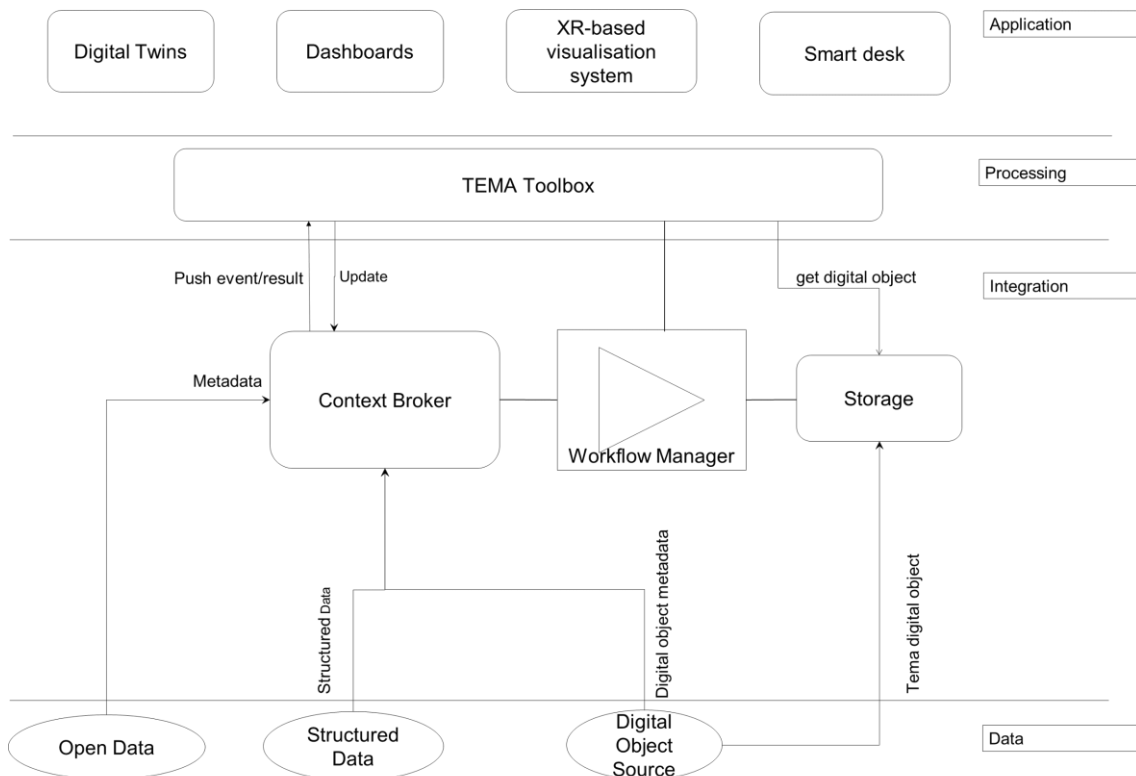 Digital Twins
Dashboards
XR-based
visualisation
system
Smart desk
Application
TEMA Toolbox
Processing
Push event/result
Update
get digital object
Integration
Metadata
Context Broker
Workflow Manager
Storage
Structured Data
Digital object metadata
Tema digital object
Open Data
Structured
Data
Digital
Object
Source
Data